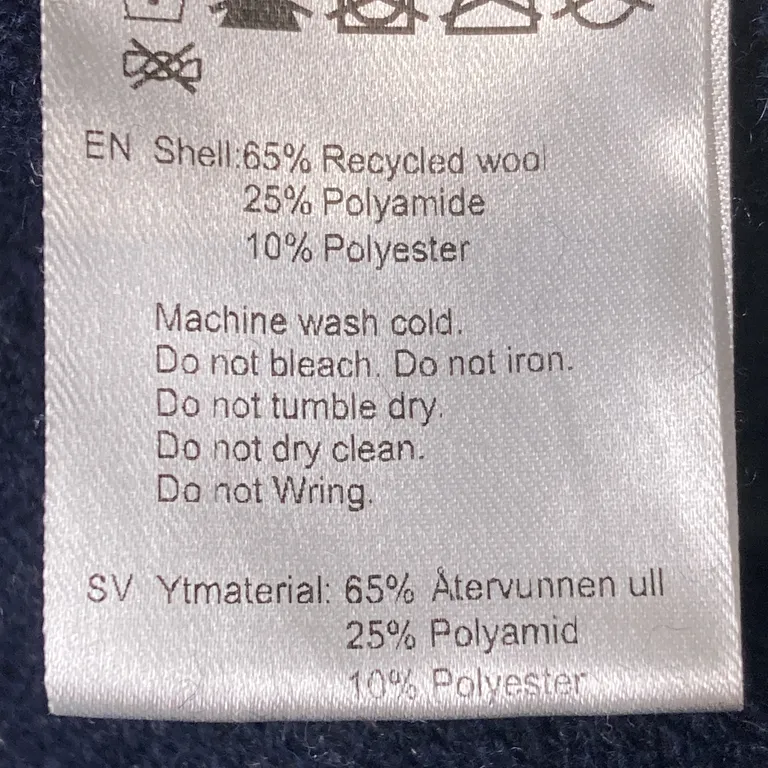 EN Shell:65% Recycled wool
25% Polyamide
10% Polyester
Machine wash cold.
Do not bleach. Do not iron.
Do not tumble dry.
Do not dry clean.
Do not Wring.
SV Ytmaterial: 65% Återvunnen ull
25% Polyamid
10% Polyester